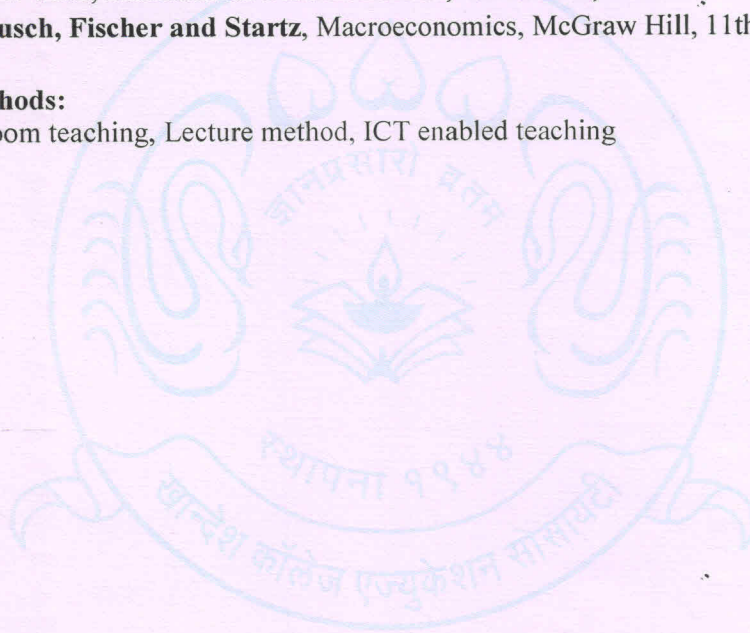 usch, Fischer and Startz, Macroeconomics, McGraw Hill, 11th
hods:
oom teaching, Lecture method, ICT enabled teaching
ज्ञानप्रसारो व्रतम
स्थापना १९४४
खान्देश कॉलेज एज्युकेशन सोसायटी